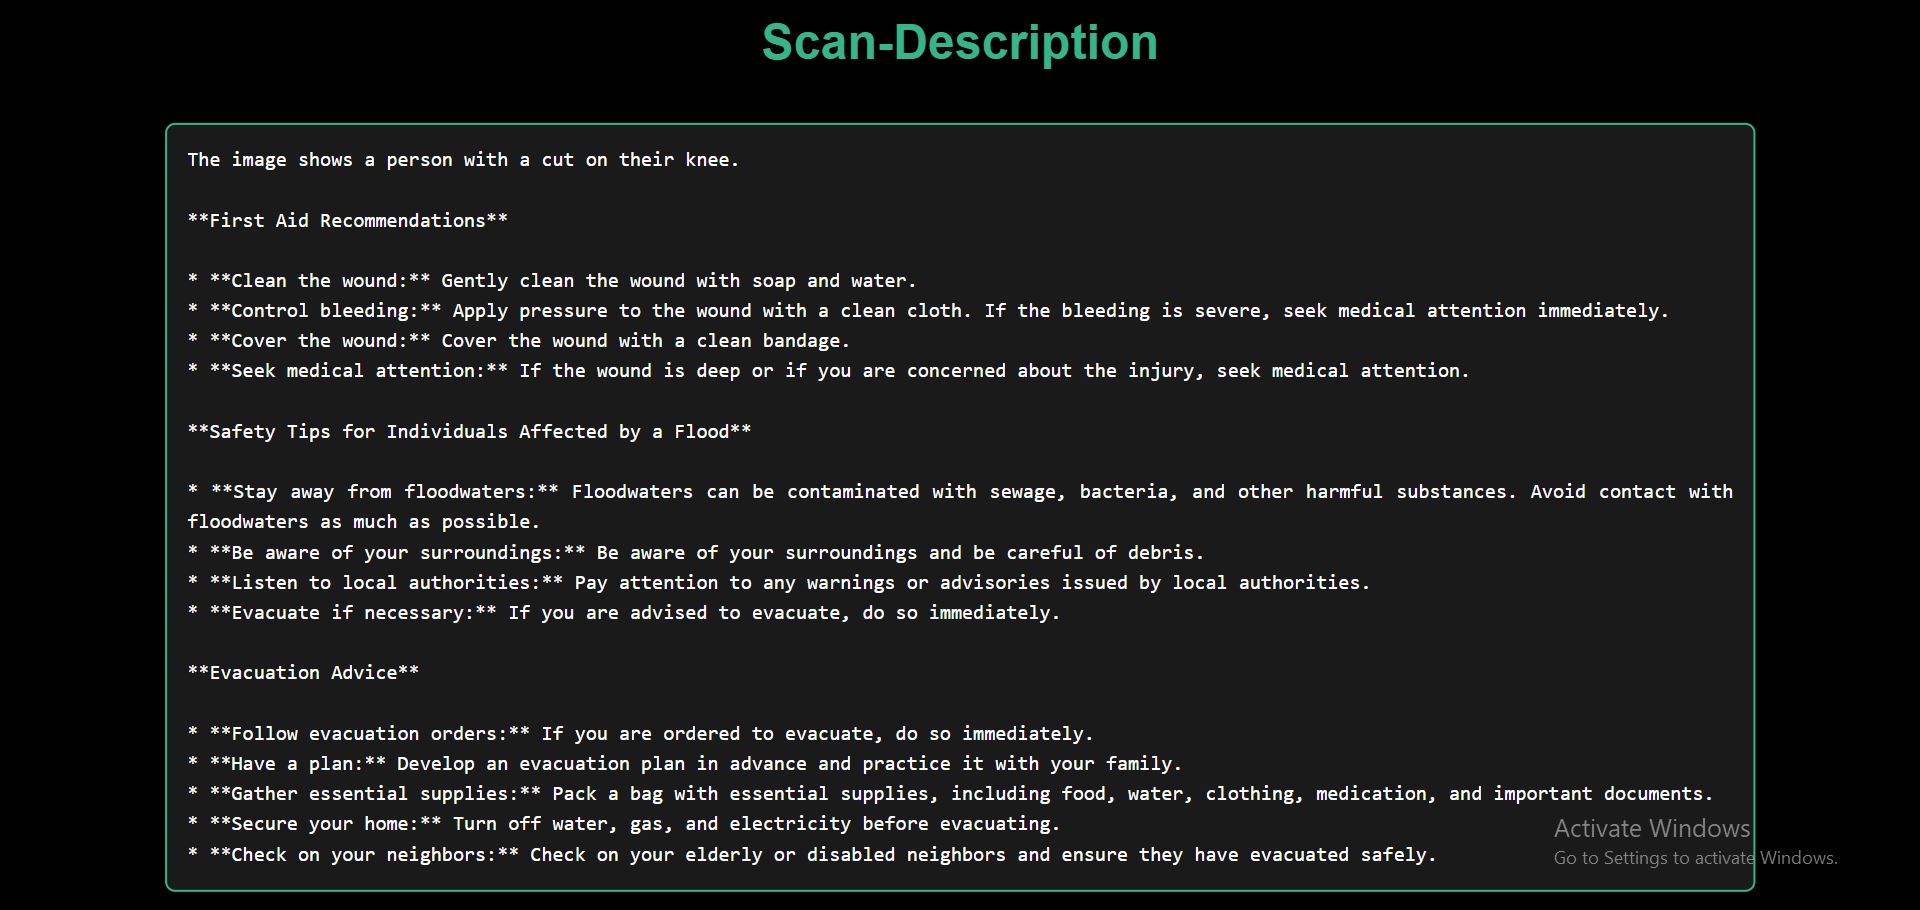 Scan-Description
The image shows a person with a cut on their knee.
**First Aid Recommendations**
* **Clean the wound:** Gently clean the wound with soap and water.
* **Control bleeding:** Apply pressure to the wound with a clean cloth. If the bleeding is severe, seek medical attention immediately.
* **Cover the wound:** Cover the wound with a clean bandage.
* **Seek medical attention:** If the wound is deep or if you are concerned about the injury, seek medical attention.
**Safety Tips for Individuals Affected by a Flood**
* **Stay away from floodwaters:** Floodwaters can be contaminated with sewage, bacteria, and other harmful substances. Avoid contact with
floodwaters as much as possible.
* **Be aware of your surroundings:** Be aware of your surroundings and be careful of debris.
* **Listen to local authorities:** Pay attention to any warnings or advisories issued by local authorities.
* **Evacuate if necessary:** If you are advised to evacuate, do so immediately.
**Evacuation Advice**
* **Follow evacuation orders:** If you are ordered to evacuate, do so immediately.
* **Have a plan:** Develop an evacuation plan in advance and practice it with your family.
* **Gather essential supplies:** Pack a bag with essential supplies, including food, water, clothing, medication, and important documents.
* **Secure your home:** Turn off water, gas, and electricity before evacuating.
* **Check on your neighbors:** Check on your elderly or disabled neighbors and ensure they have evacuated safely.
Activate Windows
Go to Settings to activate Windows.